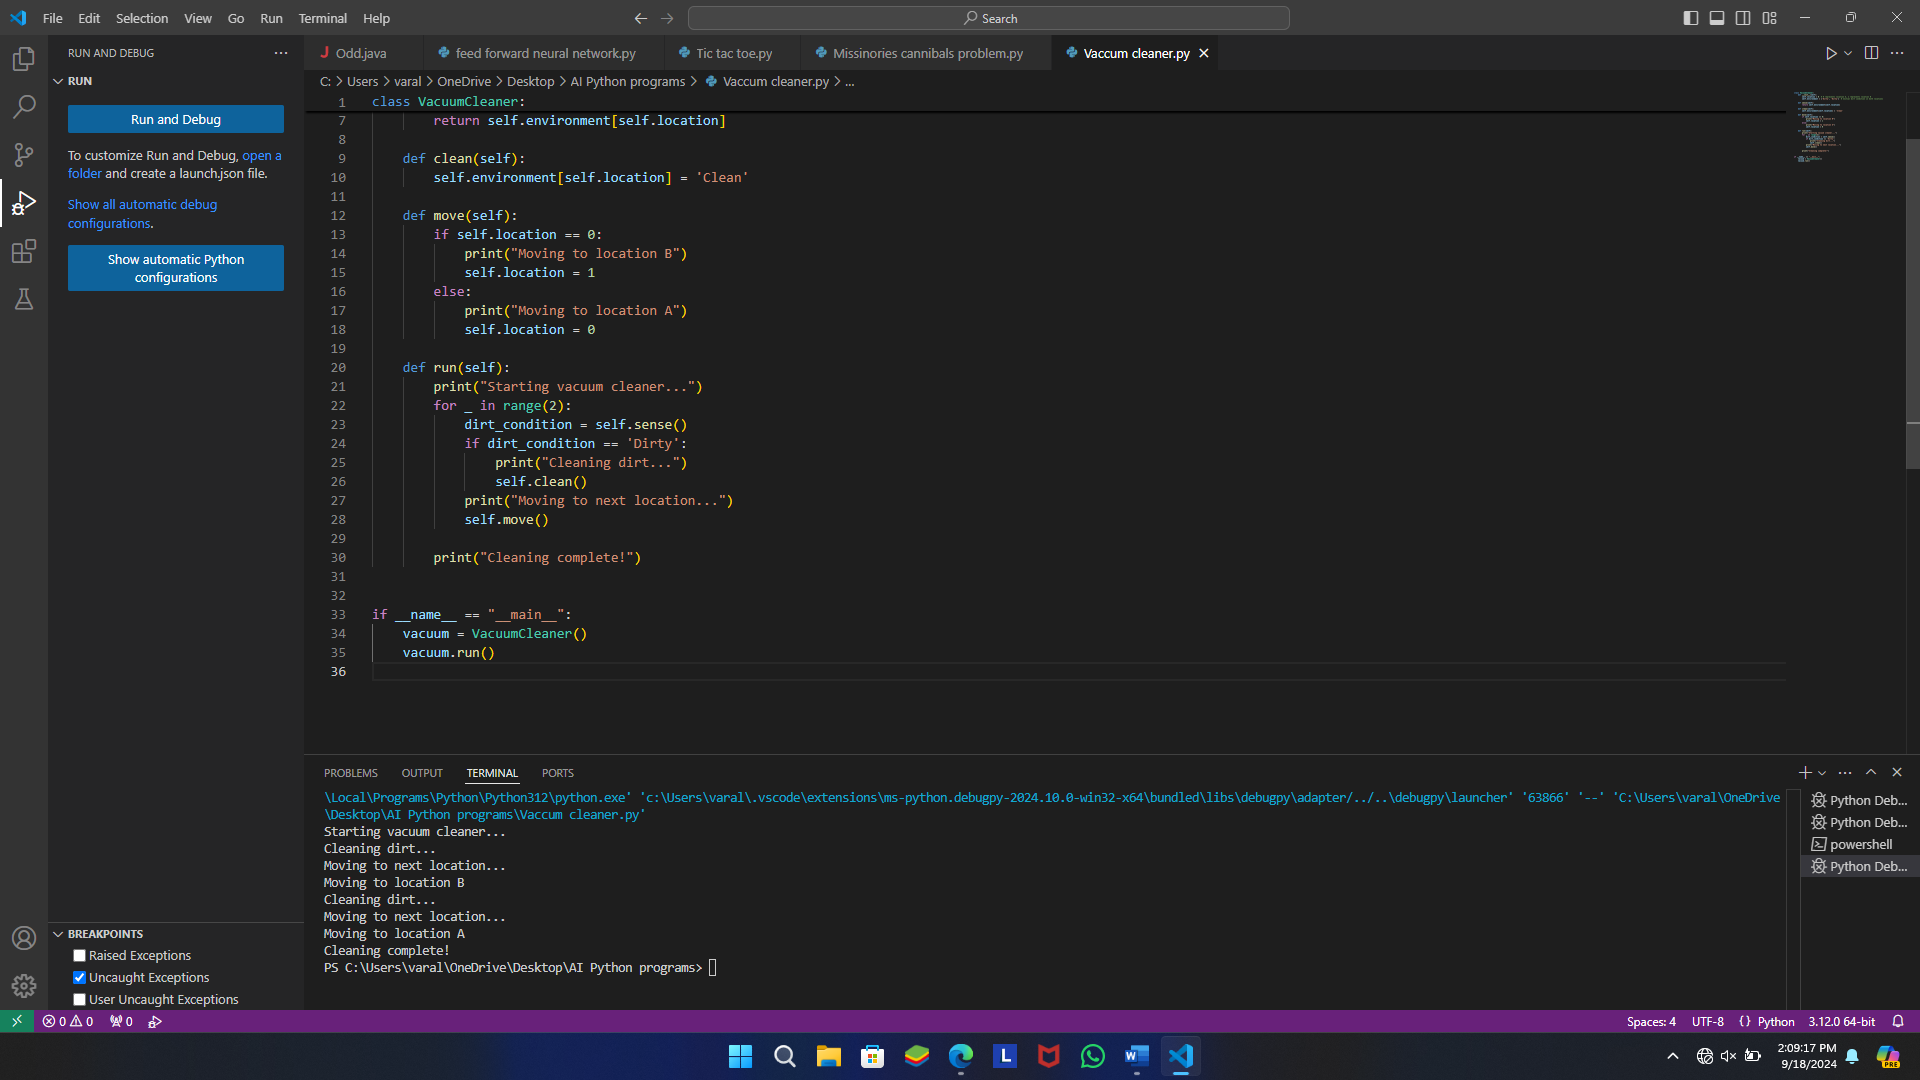 File Edit Selection View Go Run Terminal Help
Search
RUN AND DEBUG
RUN
Run and Debug
To customize Run and Debug, open a
folder and create a launch.json file.
Show all automatic debug
configurations.
Show automatic Python
configurations
BREAKPOINTS
Raised Exceptions
Uncaught Exceptions
User Uncaught Exceptions
J Odd.java feed forward neural network.py Tic tac toe.py Missinories cannibals problem.py Vaccum cleaner.py
C: > Users > varal > OneDrive > Desktop > AI Python programs > Vaccum cleaner.py > ...
1 class VacuumCleaner:
7 return self.environment[self.location]
8
9 def clean(self):
10 self.environment[self.location] = 'Clean'
11
12 def move(self):
13 if self.location == 0:
14 print("Moving to location B")
15 self.location = 1
16 else:
17 print("Moving to location A")
18 self.location = 0
19
20 def run(self):
21 print("Starting vacuum cleaner...")
22 for _ in range(2):
23 dirt_condition = self.sense()
24 if dirt_condition == 'Dirty':
25 print("Cleaning dirt...")
26 self.clean()
27 print("Moving to next location...")
28 self.move()
29
30 print("Cleaning complete!")
31
32
33 if __name__ == "__main__":
34 vacuum = VacuumCleaner()
35 vacuum.run()
36
PROBLEMS OUTPUT TERMINAL PORTS
\Local\Programs\Python\Python312\python.exe' 'c:\Users\varal\.vscode\extensions\ms-python.debugpy-2024.10.0-win32-x64\bundled\libs\debugpy\adapter/../..\debugpy\launcher' '63866' '--' 'C:\Users\varal\OneDrive
\Desktop\AI Python programs\Vaccum cleaner.py'
Starting vacuum cleaner...
Cleaning dirt...
Moving to next location...
Moving to location B
Cleaning dirt...
Moving to next location...
Moving to location A
Cleaning complete!
PS C:\Users\varal\OneDrive\Desktop\AI Python programs>
Python Deb...
Python Deb...
powershell
Python Deb...
0 0 0
Spaces: 4 UTF-8 {} Python 3.12.0 64-bit
L
W
PRE
2:09:17 PM
9/18/2024